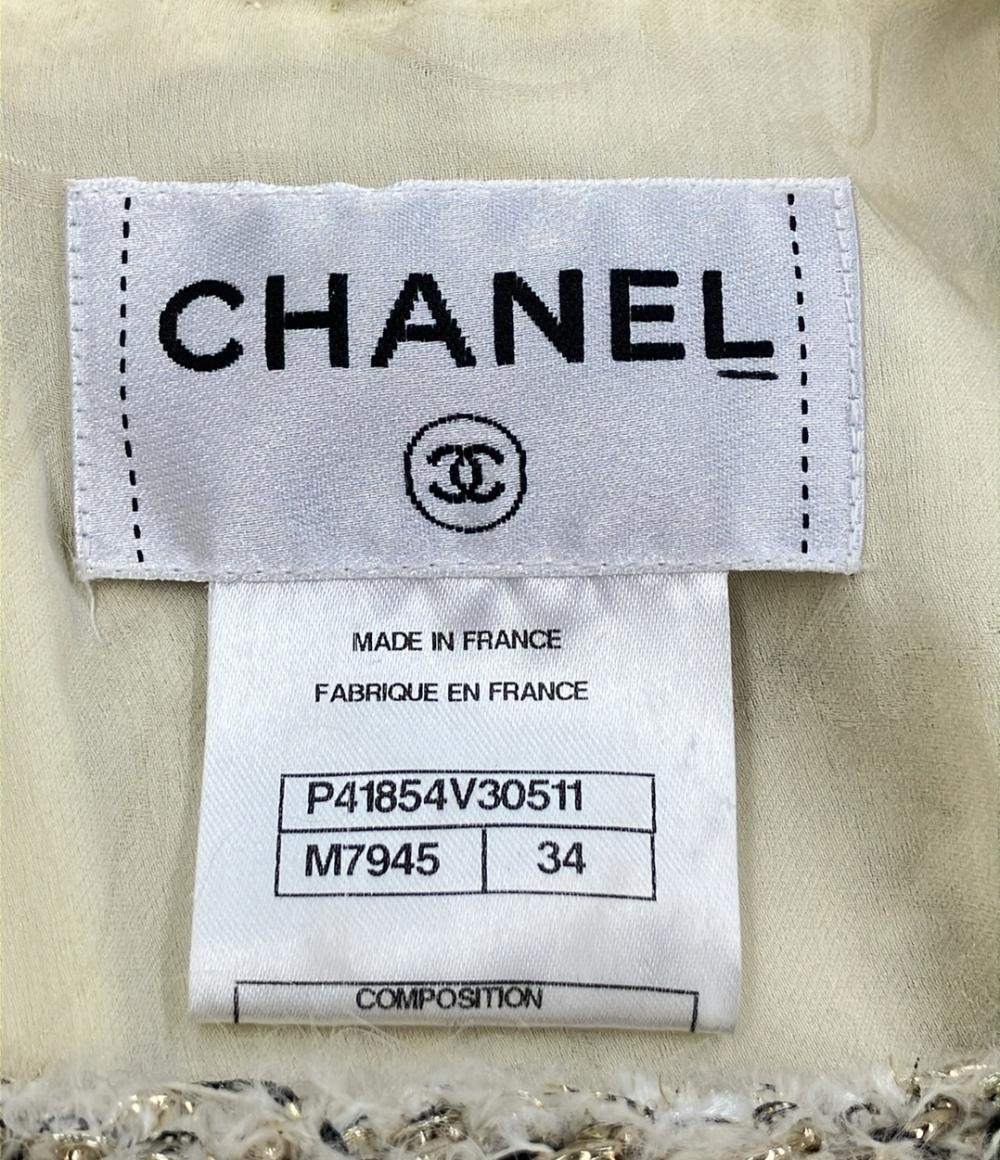 CHANEL
MADE IN FRANCE
FABRIQUE EN FRANCE
P41854V30511
M7945 34
COMPOSITION